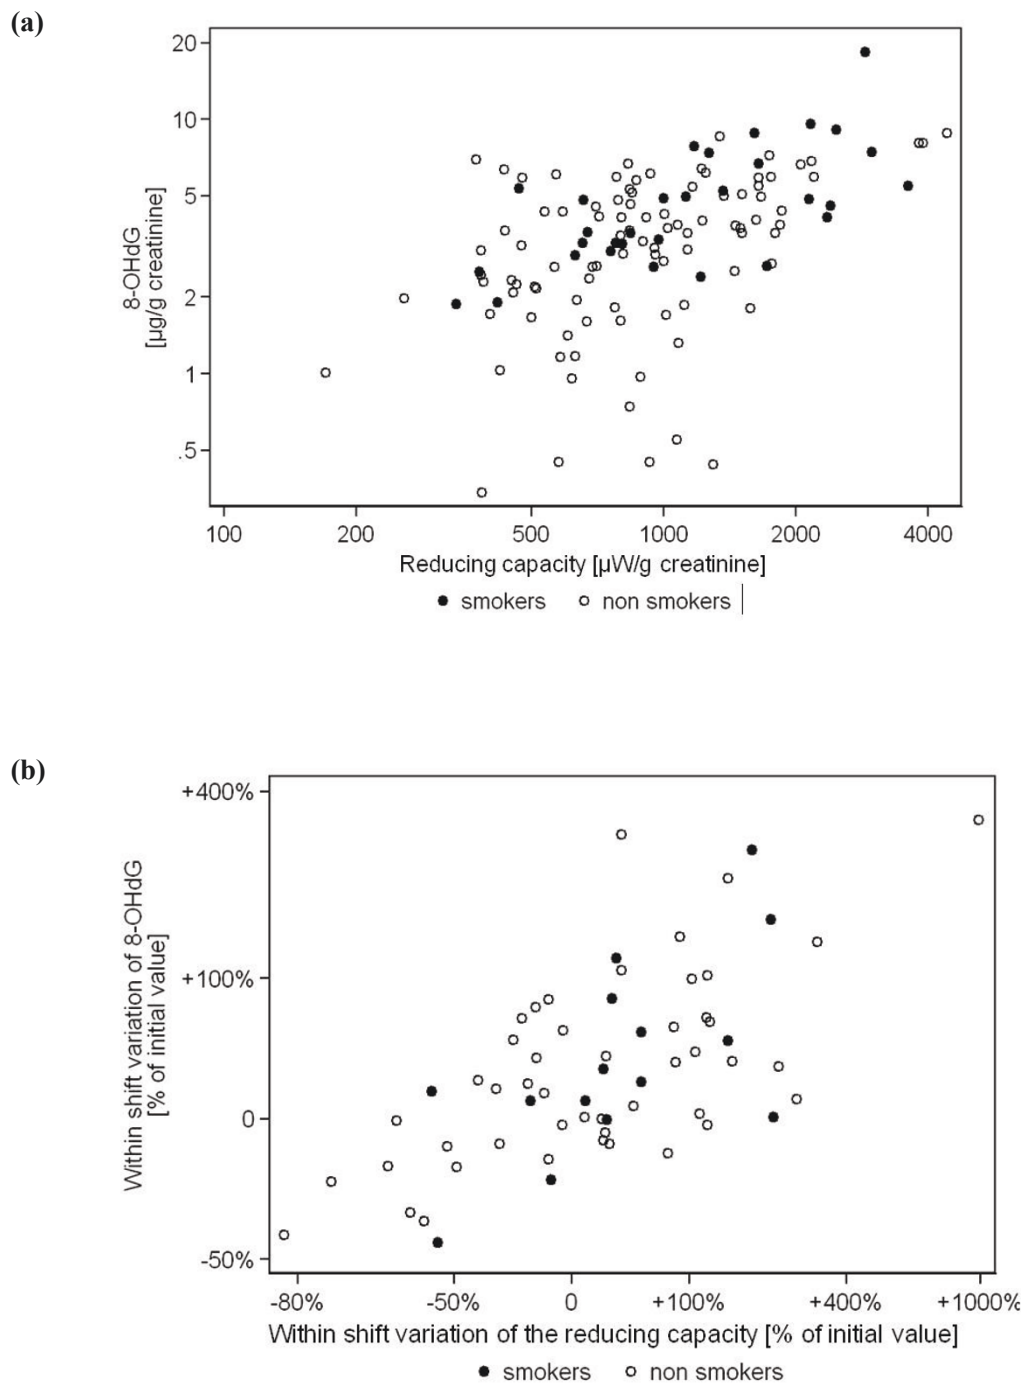 (a)
20
10
5
2
1
.5
8-OHdG
[µg/g creatinine]
100 200 500 1000 2000 4000
Reducing capacity [µW/g creatinine]
smokers non smokers
(b)
+400%
+100%
0
-50%
Within shift variation of 8-OHdG
[% of initial value]
-80% -50% 0 +100% +400% +1000%
Within shift variation of the reducing capacity [% of initial value]
smokers non smokers